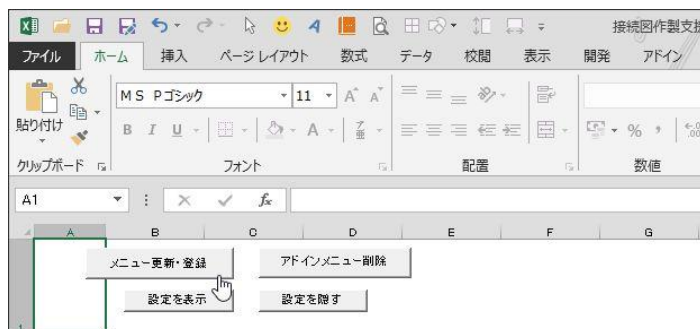 接続図作製支援
ファイル ホーム 挿入 ページ レイアウト 数式 データ 校閲 表示 開発 アドイン
MS Pゴシック 11 A A
貼り付け B I U A 亜 % ,
クリップボード フォント 配置 数値
A1 fx
A B C D E F G
メニュー更新・登録 アドインメニュー削除
設定を表示 設定を隠す
1